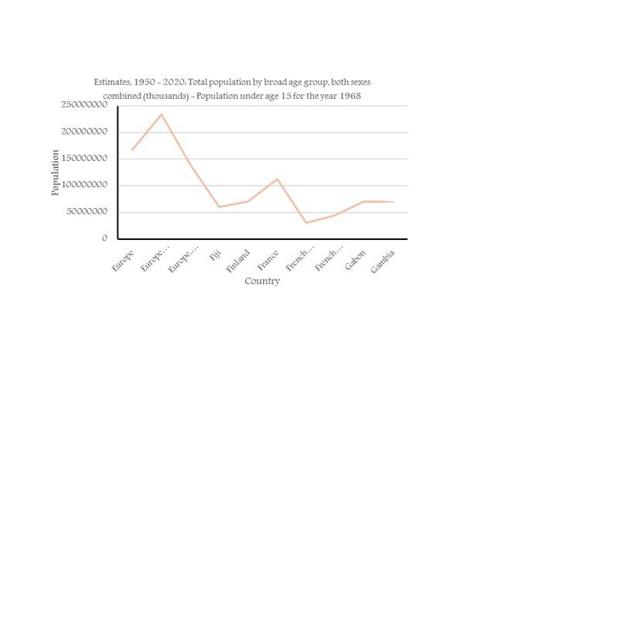 Estimates, 1950 - 2020: Total population by broad age group, both sexes
combined (thousands) - Population under age 15 for the year 1968
250000000
200000000
150000000
100000000
50000000
0
Population
Europe
Europe...
Europe,...
Fiji
Finland
France
French...
French...
Gabon
Gambia
Country